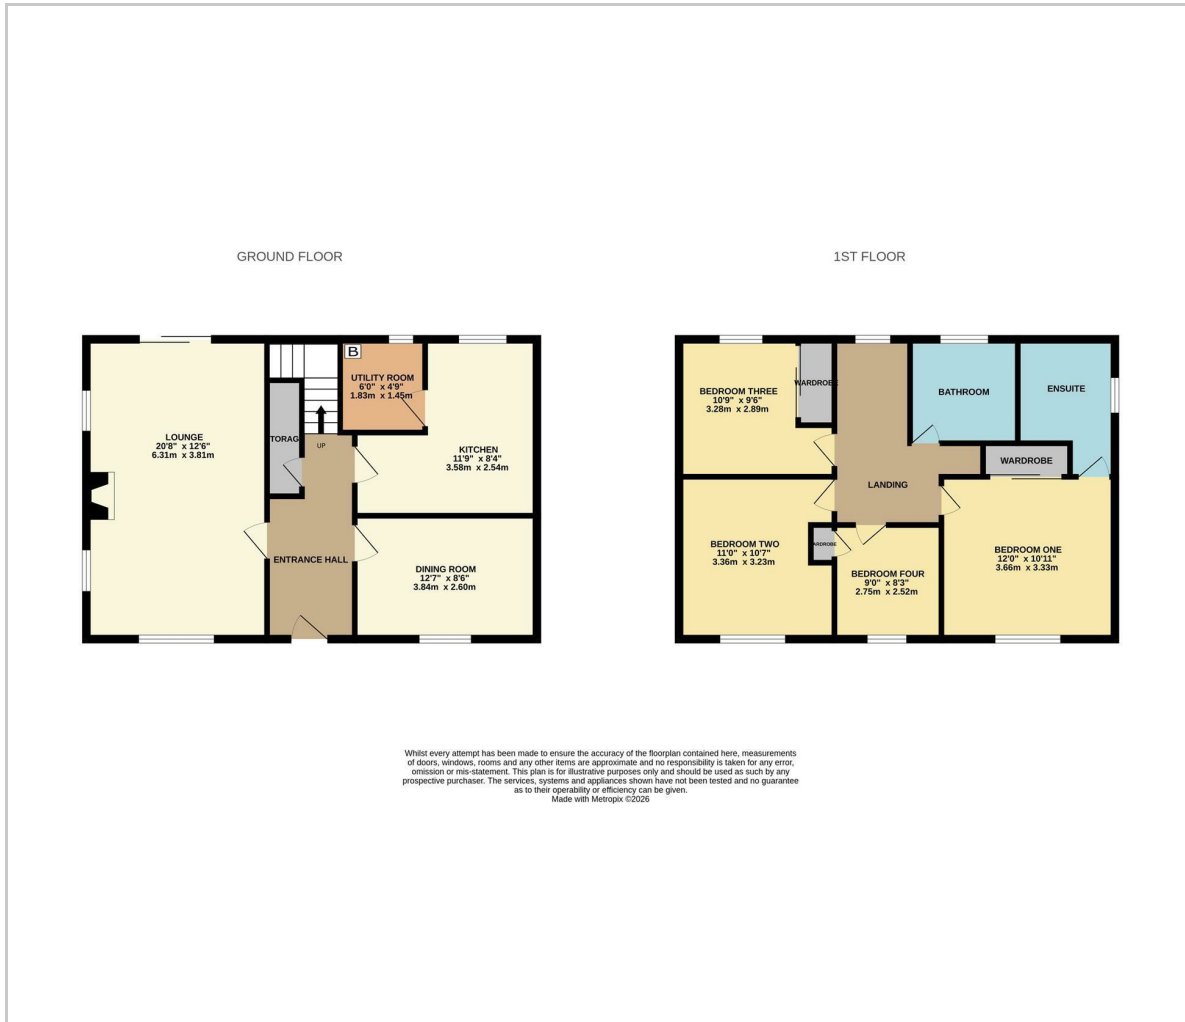 GROUND FLOOR
LOUNGE
20'8" x 12'6"
6.31m x 3.81m
TORAG
UP
B
UTILITY ROOM
6'0" x 4'9"
1.83m x 1.45m
KITCHEN
11'9" x 8'4"
3.58m x 2.54m
ENTRANCE HALL
DINING ROOM
12'7" x 8'6"
3.84m x 2.60m
1ST FLOOR
BEDROOM THREE
10'9" x 9'6"
3.28m x 2.89m
WARDROBE
BATHROOM
ENSUITE
WARDROBE
LANDING
BEDROOM TWO
11'0" x 10'7"
3.36m x 3.23m
ARDROBE
BEDROOM FOUR
9'0" x 8'3"
2.75m x 2.52m
BEDROOM ONE
12'0" x 10'11"
3.66m x 3.33m
Whilst every attempt has been made to ensure the accuracy of the floorplan contained here, measurements
of doors, windows, rooms and any other items are approximate and no responsibility is taken for any error,
omission or mis-statement. This plan is for illustrative purposes only and should be used as such by any
prospective purchaser. The services, systems and appliances shown have not been tested and no guarantee
as to their operability or efficiency can be given.
Made with Metropix ©2026